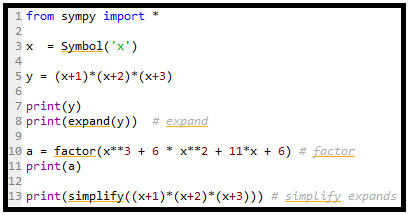 1 from sympy import *
2
3 x  = Symbol('x')
4
5 y = (x+1)*(x+2)*(x+3)
6
7 print(y)
8 print(expand(y))  # expand
9
10 a = factor(x**3 + 6 * x**2 + 11*x + 6) # factor
11 print(a)
12
13 print(simplify((x+1)*(x+2)*(x+3))) # simplify expands